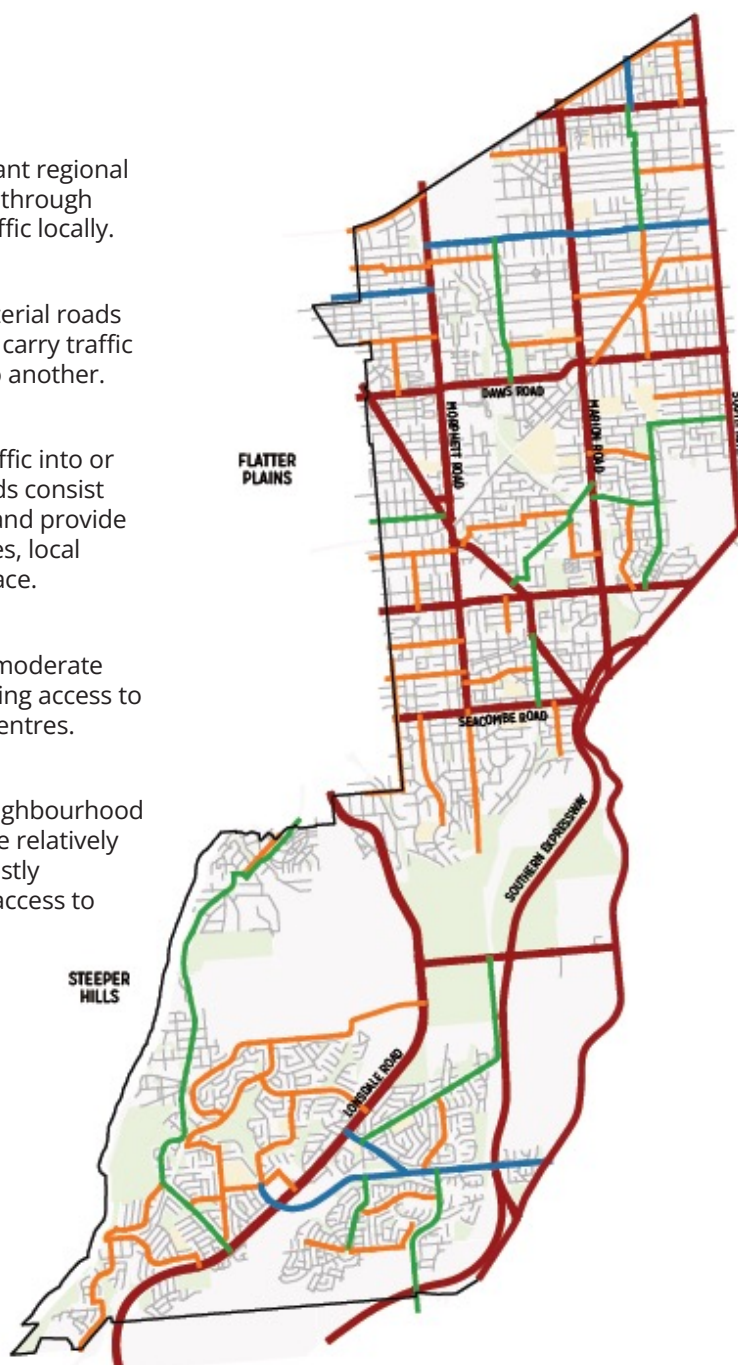 ant regional
through
ffic locally.
terial roads
carry traffic
o another.
ffic into or
ds consist
and provide
es, local
ace.
moderate
ing access to
entres.
ighbourhood
e relatively
stly
access to
FLATTER
PLAINS
STEEPER
HILLS
DAWS ROAD
MORPHETT ROAD
MARION ROAD
SEACOMBE ROAD
SOUTHERN EXPRESSWAY
LONSDALE ROAD